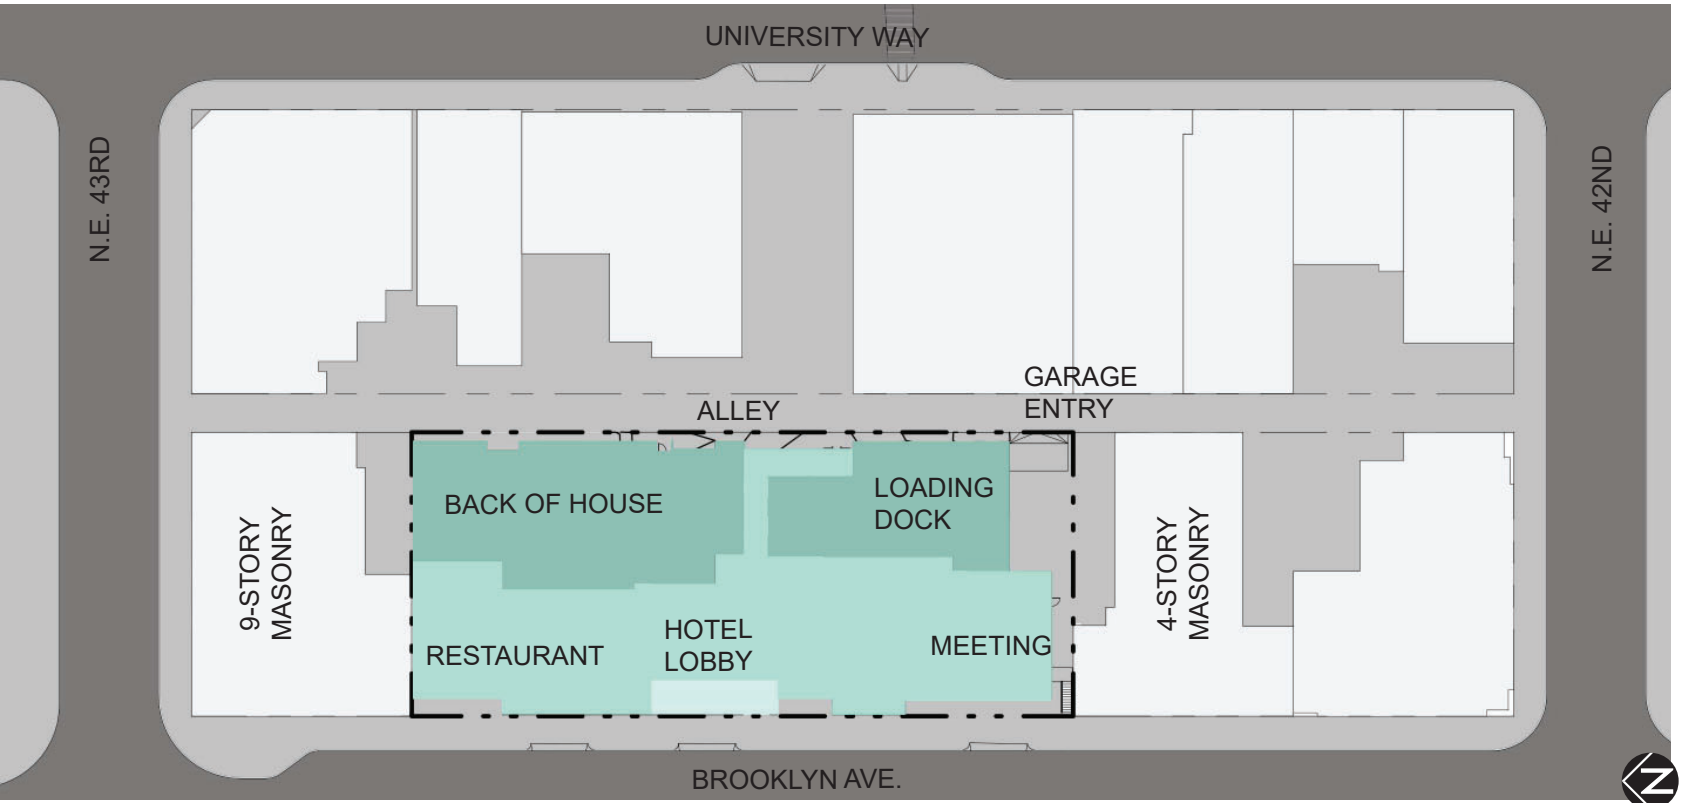 UNIVERSITY WAY
N.E. 43RD
N.E. 42ND
GARAGE
ENTRY
ALLEY
BACK OF HOUSE
LOADING
DOCK
9-STORY
MASONRY
4-STORY
MASONRY
RESTAURANT
HOTEL
LOBBY
MEETING
BROOKLYN AVE.
N